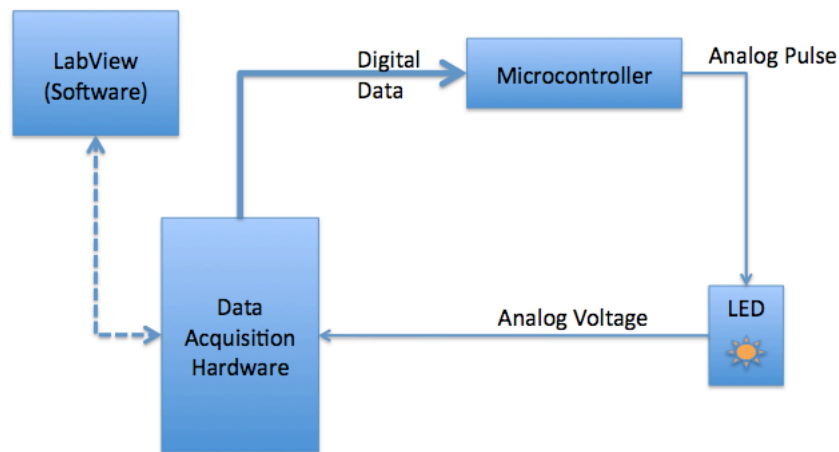 LabView
(Software)
Digital
Data
Microcontroller
Analog Pulse
Data
Acquisition
Hardware
Analog Voltage
LED